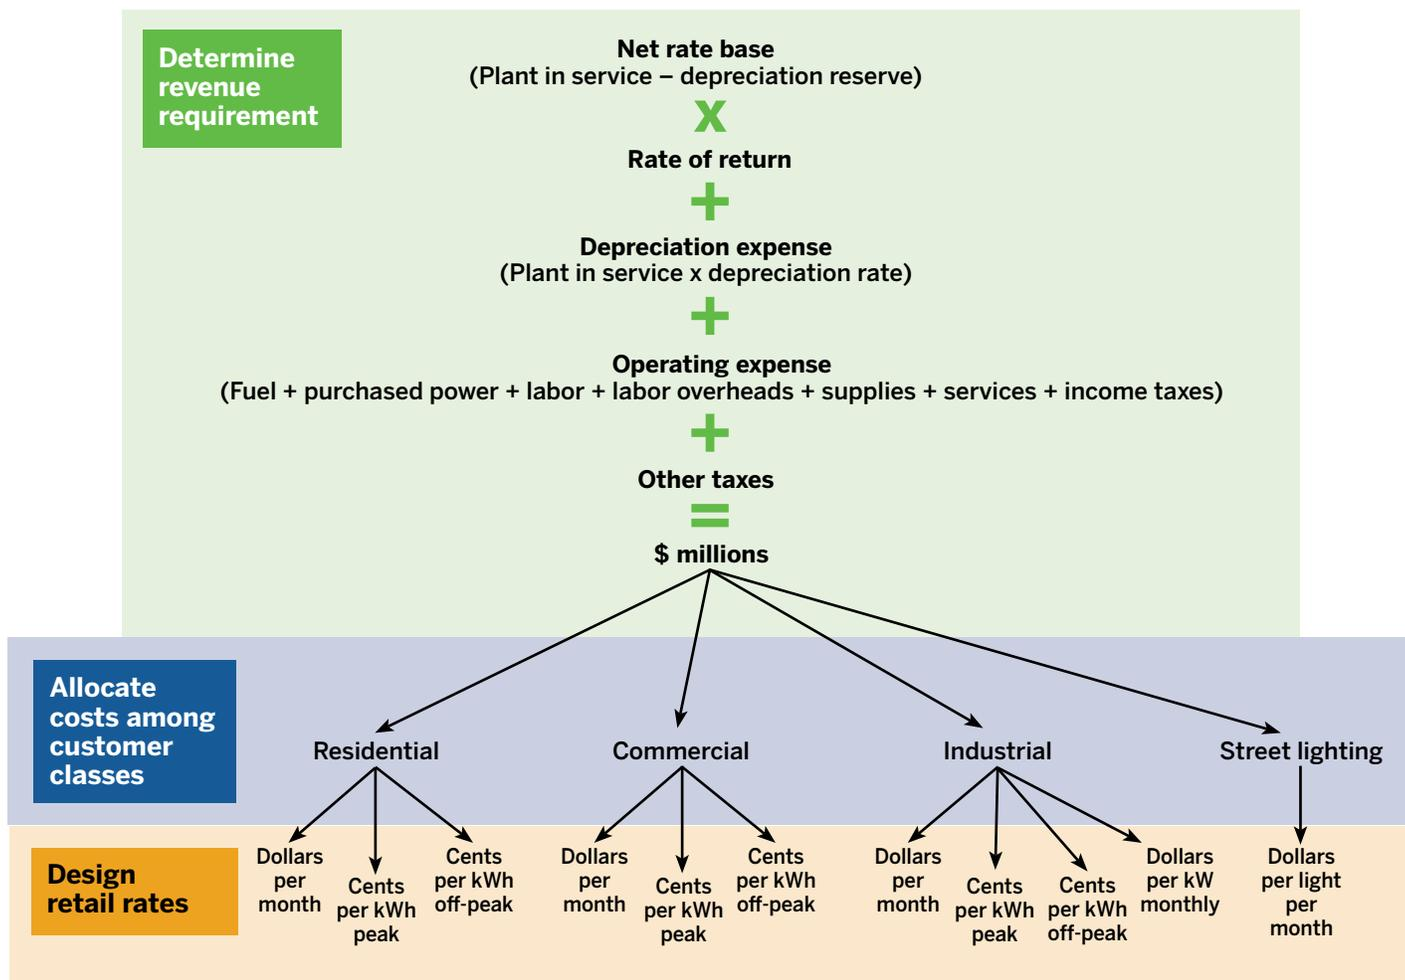 Determine
revenue
requirement
Net rate base
(Plant in service – depreciation reserve)
x
Rate of return
+
Depreciation expense
(Plant in service x depreciation rate)
+
Operating expense
(Fuel + purchased power + labor + labor overheads + supplies + services + income taxes)
+
Other taxes
=
$ millions
Allocate
costs among
customer
classes
Residential
Commercial
Industrial
Street lighting
Design
retail rates
Dollars
per
month
Cents
per kWh
peak
Cents
per kWh
off-peak
Dollars
per
month
Cents
per kWh
peak
Cents
per kWh
off-peak
Dollars
per
month
Cents
per kWh
peak
Cents
per kWh
off-peak
Dollars
per kW
monthly
Dollars
per light
per
month